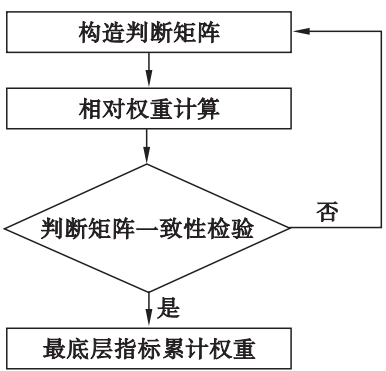 构造判断矩阵
相对权重计算
否
判断矩阵一致性检验
是
最底层指标累计权重